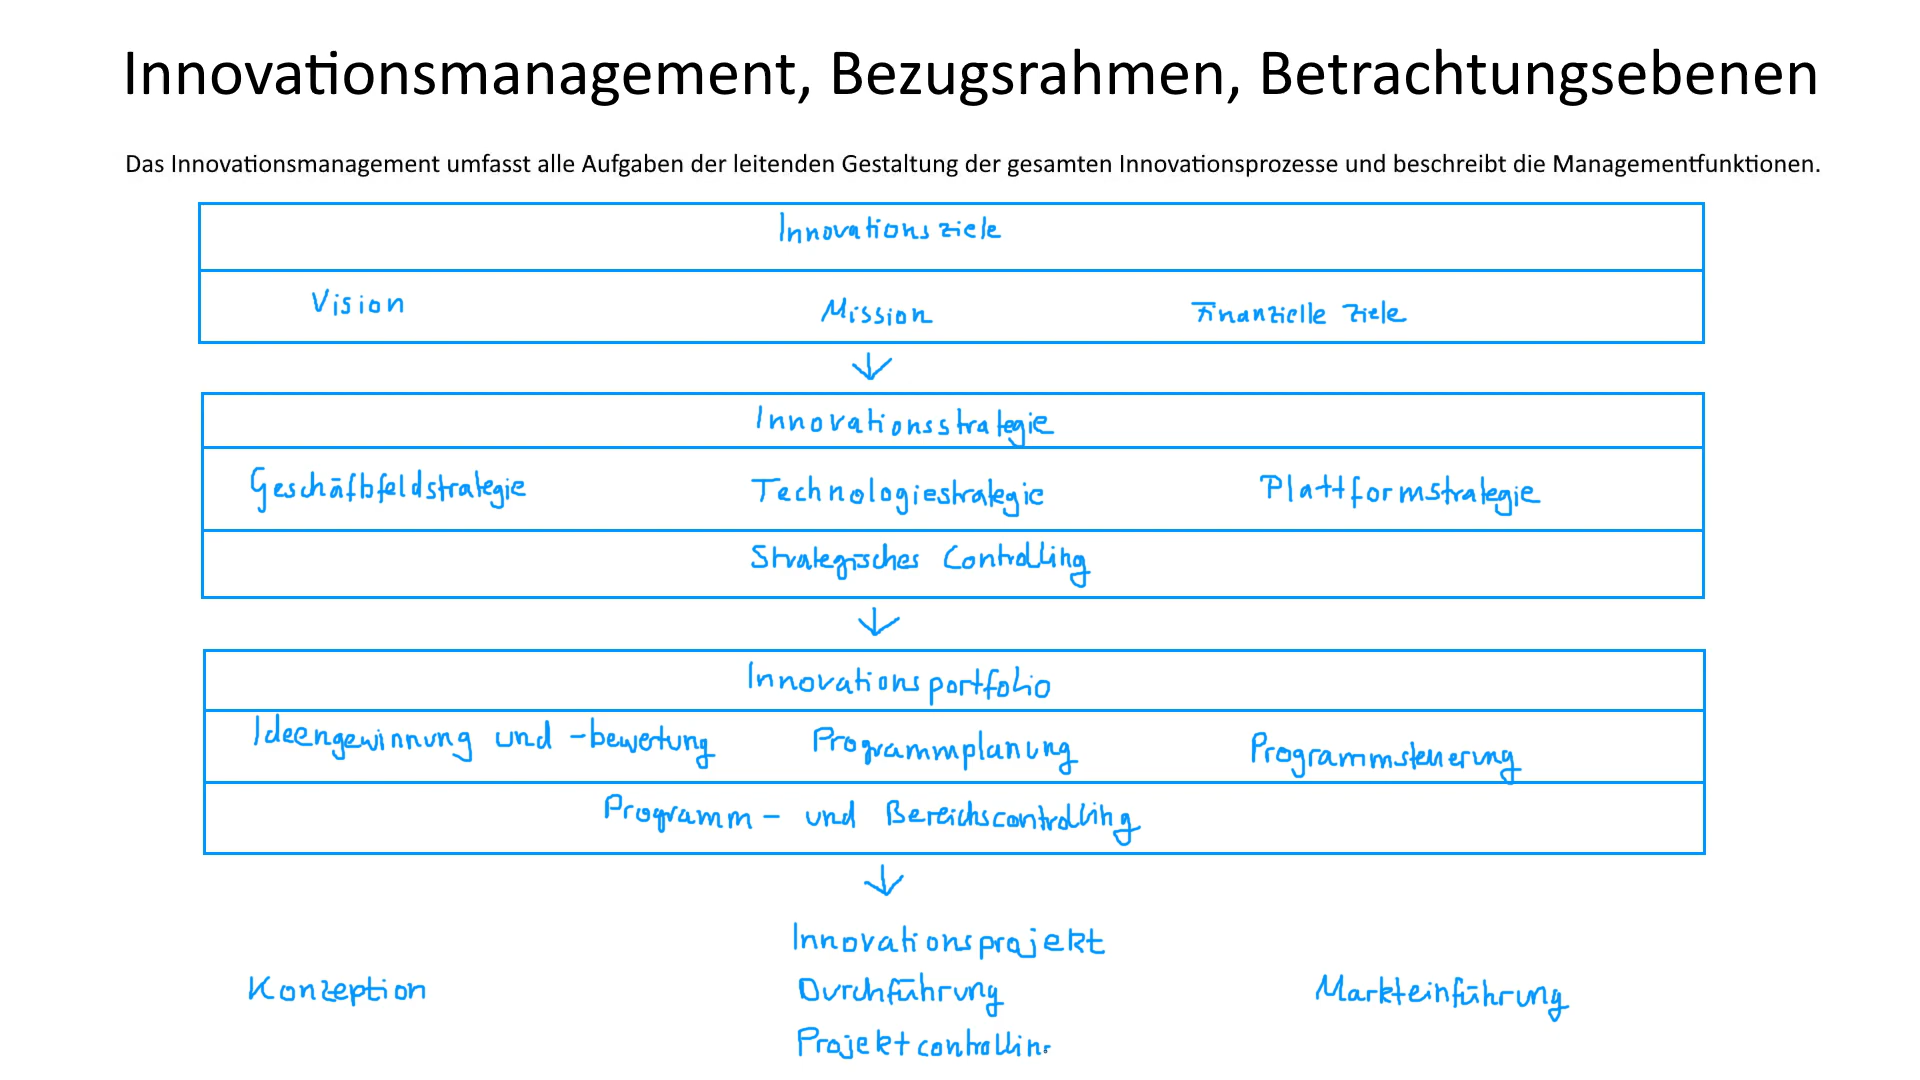 Innovationsmanagement, Bezugsrahmen, Betrachtungsebenen
Das Innovationsmanagement umfasst alle Aufgaben der leitenden Gestaltung der gesamten Innovationsprozesse und beschreibt die Managementfunktionen.
Innovationsziele
Vision Mission Finanzielle Ziele
Innovationsstrategie
Geschäftsfeldstrategie Technologiestrategie Plattformstrategie
Strategisches Controlling
Innovationsportfolio
Ideengewinnung und -bewertung Programmplanung Programmsteuerung
Programm- und Bereichscontrolling
Innovationsprojekt
Konzeption Durchführung Markteinführung
Projektcontrollin